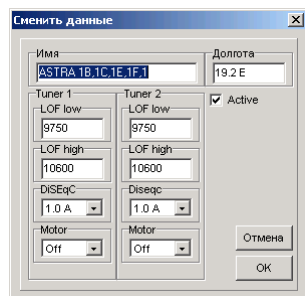 Сменить данные
Имя
Долгота
ASTRA 1B,1C,1E,1F,1
19.2 E
Tuner 1
Tuner 2
Active
LOF low
LOF low
9750
9750
LOF high
LOF high
10600
10600
DiSEqC
Diseqc
1.0 A
1.0 A
Motor
Motor
Off
Off
Отмена
OK